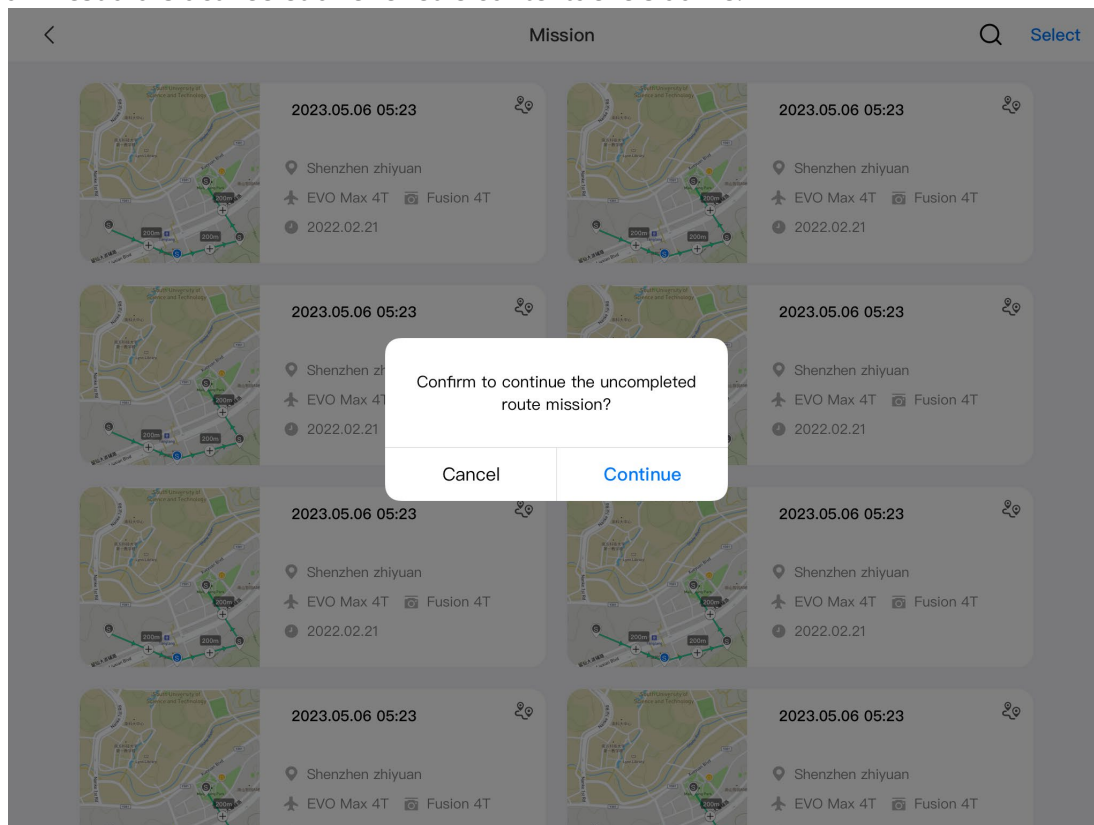 Mission
Select
2023.05.06 05:23
Shenzhen zhiyuan
EVO Max 4T Fusion 4T
2022.02.21
2023.05.06 05:23
Shenzhen zhiyuan
EVO Max 4T Fusion 4T
2022.02.21
2023.05.06 05:23
Shenzhen zh
EVO Max 4T
2022.02.21
2023.05.06 05:23
Shenzhen zhiyuan
EVO Max 4T Fusion 4T
2022.02.21
Confirm to continue the uncompleted
route mission?
Cancel Continue
2023.05.06 05:23
Shenzhen zhiyuan
EVO Max 4T Fusion 4T
2022.02.21
2023.05.06 05:23
Shenzhen zhiyuan
EVO Max 4T Fusion 4T
2022.02.21
2023.05.06 05:23
Shenzhen zhiyuan
EVO Max 4T Fusion 4T
2023.05.06 05:23
Shenzhen zhiyuan
EVO Max 4T Fusion 4T